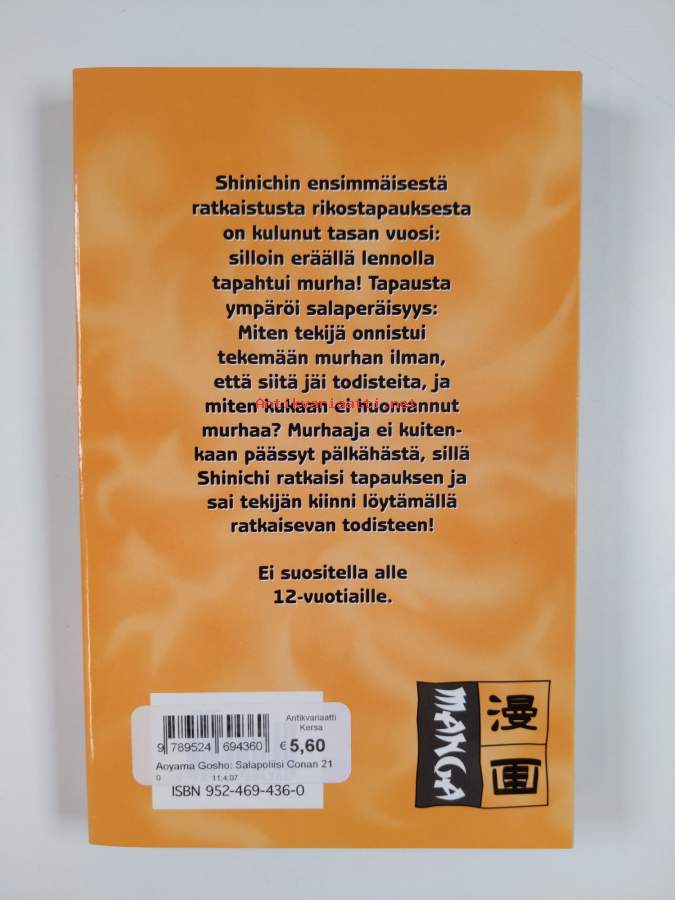 Shinichin ensimmäisestä
ratkaistusta rikostapauksesta
on kulunut tasan vuosi:
silloin eräällä lennolla
tapahtui murha! Tapausta
ympäröi salaperäisyys:
Miten tekijä onnistui
tekemään murhan ilman,
että siitä jäi todisteita, ja
miten kukaan ei huomannut
Antikvariaatti.net
murhaa? Murhaaja ei kuiten-
kaan päässyt pälkähästä, sillä
Shinichi ratkaisi tapauksen ja
sai tekijän kiinni löytämällä
ratkaisevan todisteen!
Ei suositella alle
12-vuotiaille.
Antikvariaatti
Kersa
€ 5,60
9 789524 694360
Aoyama Gosho: Salapoliisi Conan 21
0 11.4.07
ISBN 952-469-436-0
MANGA
漫画